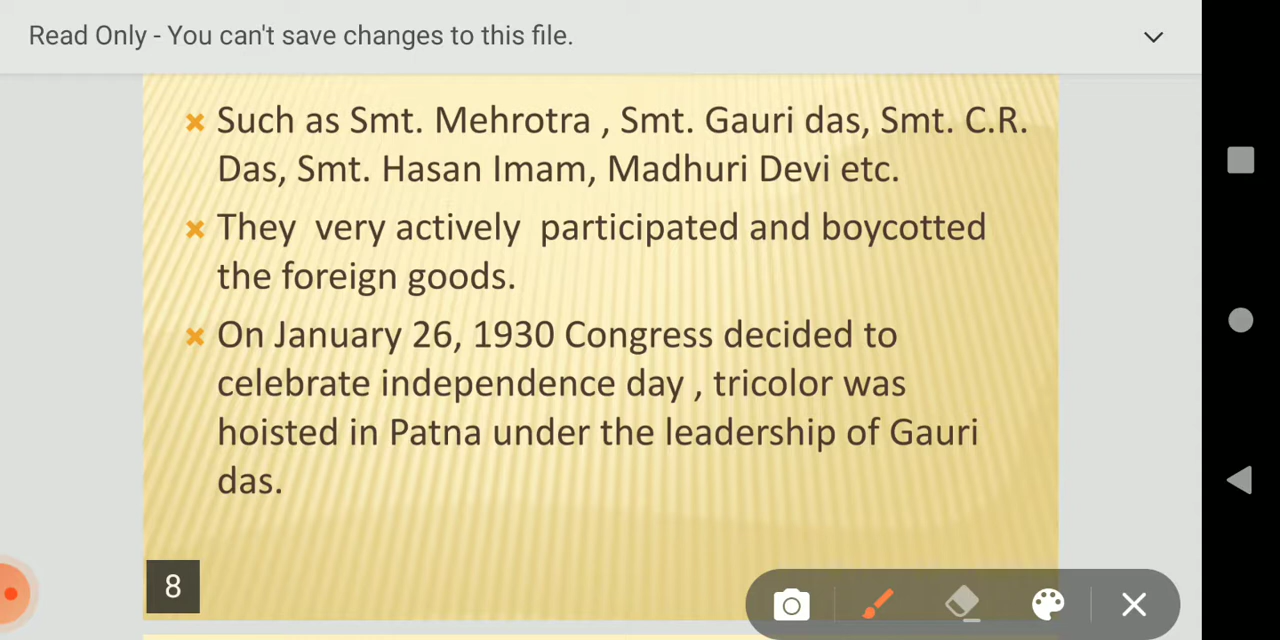 Read Only - You can't save changes to this file.
Such as Smt. Mehrotra , Smt. Gauri das, Smt. C.R.
Das, Smt. Hasan Imam, Madhuri Devi etc.
They very actively participated and boycotted
the foreign goods.
On January 26, 1930 Congress decided to
celebrate independence day , tricolor was
hoisted in Patna under the leadership of Gauri
das.
8